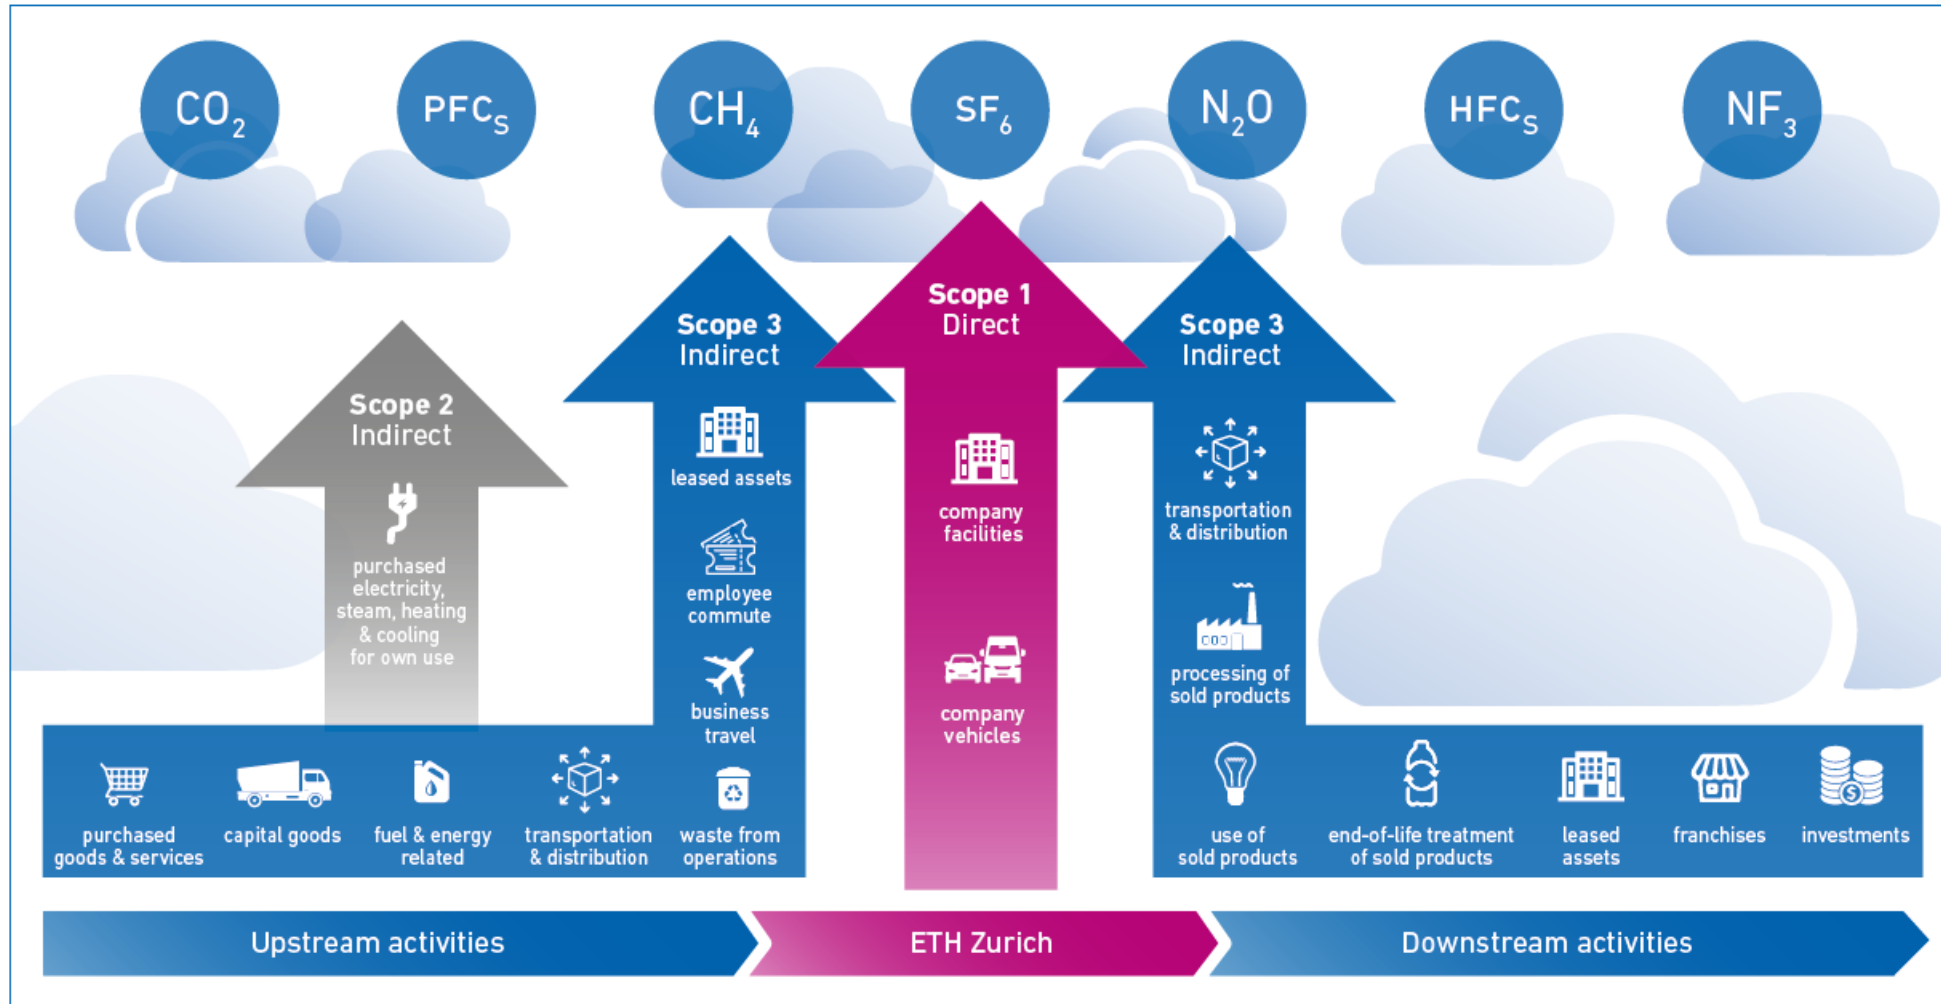 CO₂
PFCs
CH₄
SF₆
N₂O
HFCs
NF₃
Scope 2
Indirect
purchased
electricity,
steam, heating
& cooling
for own use
Scope 3
Indirect
leased assets
employee
commute
business
travel
purchased
goods & services
capital goods
fuel & energy
related
transportation
& distribution
waste from
operations
Scope 1
Direct
company
facilities
company
vehicles
Scope 3
Indirect
transportation
& distribution
processing of
sold products
use of
sold products
end-of-life treatment
of sold products
leased
assets
franchises
$
investments
Upstream activities
ETH Zurich
Downstream activities